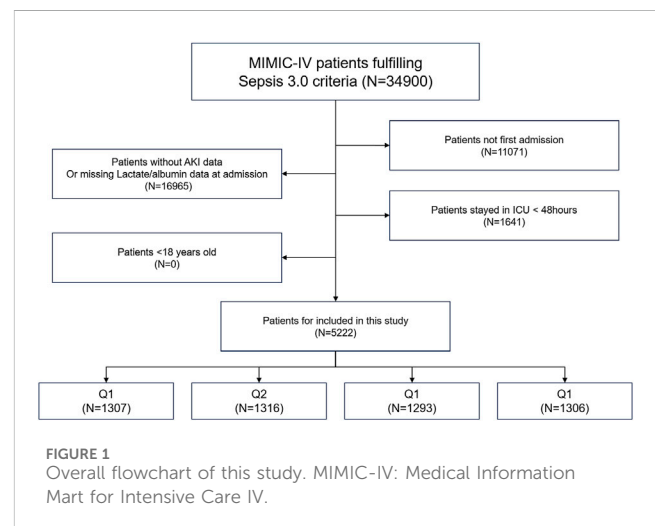 MIMIC-IV patients fulfilling
Sepsis 3.0 criteria (N=34900)
Patients not first admission
(N=11071)
Patients without AKI data
Or missing Lactate/albumin data at admission
(N=16965)
Patients stayed in ICU < 48hours
(N=1641)
Patients <18 years old
(N=0)
Patients for included in this study
(N=5222)
Q1
(N=1307)
Q2
(N=1316)
Q1
(N=1293)
Q1
(N=1306)
FIGURE 1
Overall flowchart of this study. MIMIC-IV: Medical Information
Mart for Intensive Care IV.